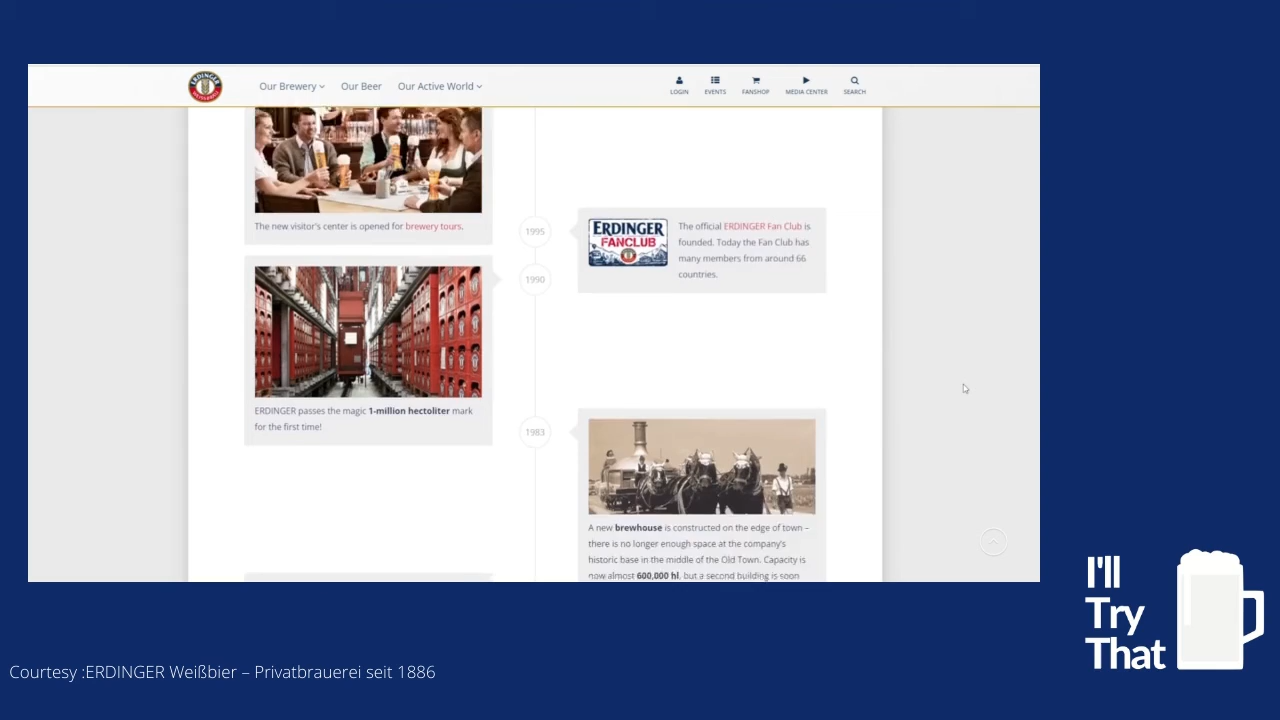 ERDINGER
Our Brewery
Our Beer
Our Active World
LOGIN
EVENTS
FANSHOP
MEDIA CENTER
SEARCH
The new visitor's center is opened for brewery tours.
1995
ERDINGER
FANCLUB
The official ERDINGER Fan Club is
founded. Today the Fan Club has
many members from around 66
countries.
1990
ERDINGER passes the magic 1-million hectoliter mark
for the first time!
1983
A new brewhouse is constructed on the edge of town –
there is no longer enough space at the company's
historic base in the middle of the Old Town. Capacity is
now almost 600,000 hl, but a second building is soon
I'll
Try
That
Courtesy :ERDINGER Weißbier – Privatbrauerei seit 1886